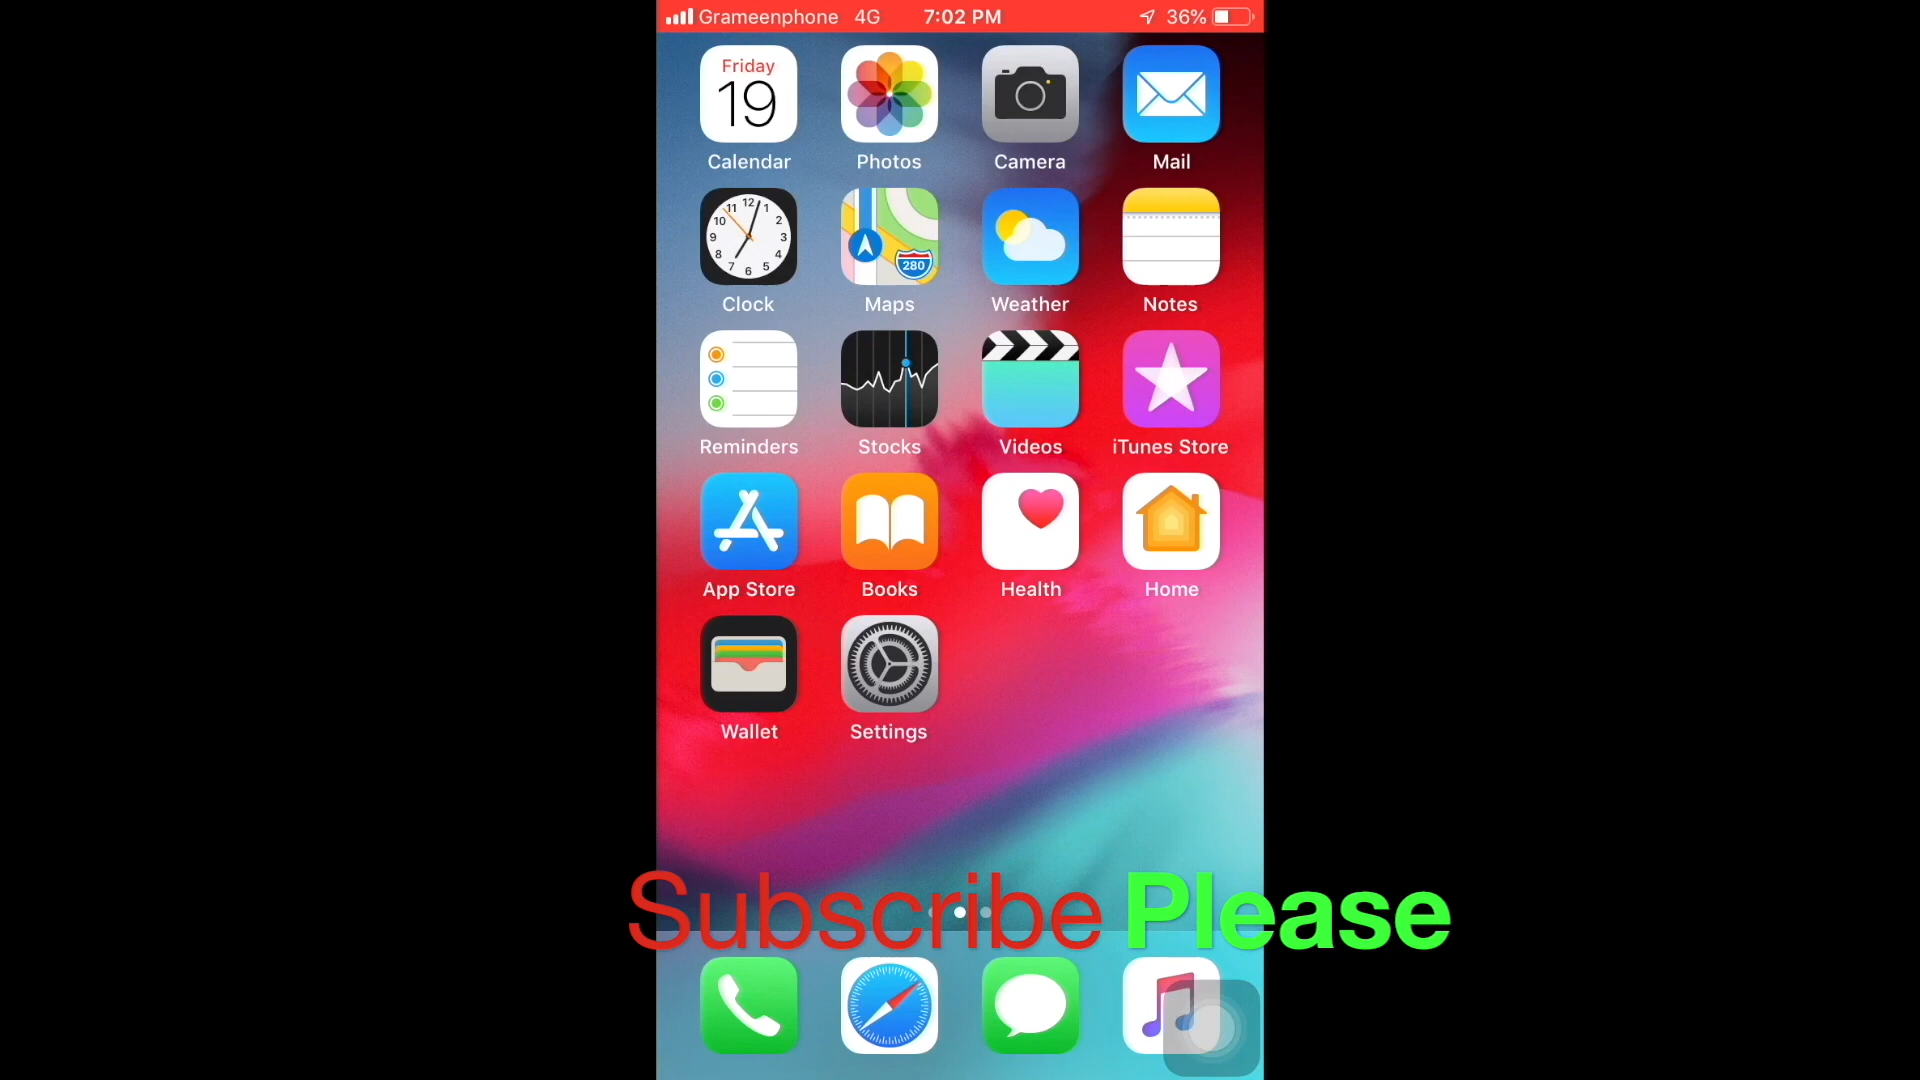 Grameenphone 4G 7:02 PM 36%
Friday
19
Calendar Photos Camera Mail
12 1 2 3 4 5 6 7 8 9 10 11
280
Clock Maps Weather Notes
Reminders Stocks Videos iTunes Store
App Store Books Health Home
Wallet Settings
Subscribe Please